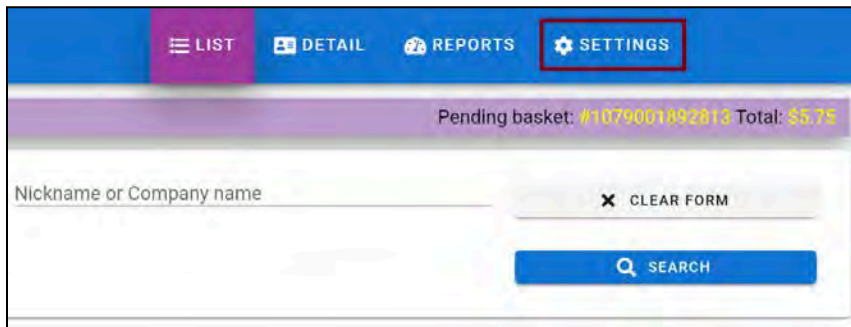 LIST DETAIL REPORTS SETTINGS
Pending basket: #1079001892813 Total: $5.75
Nickname or Company name
CLEAR FORM
SEARCH